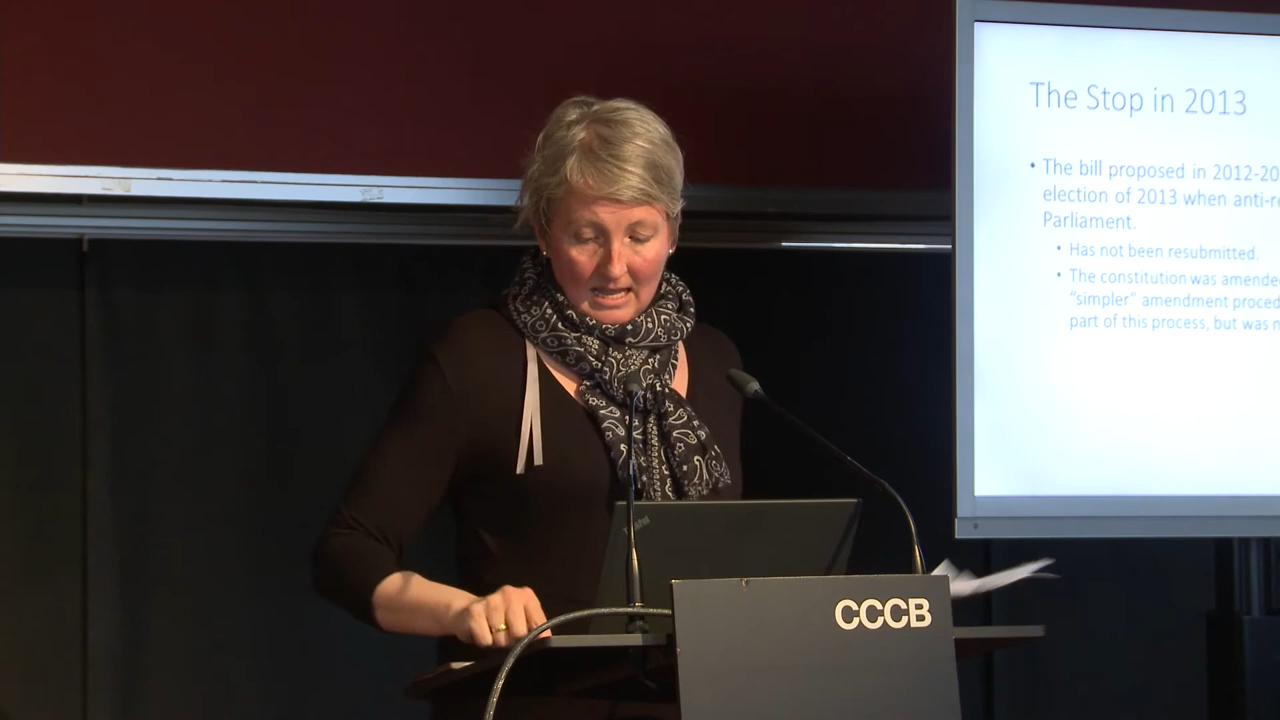 The Stop in 2013
• The bill proposed in 2012-20
election of 2013 when anti-r
Parliament.
• Has not been resubmitted.
• The constitution was amende
"simpler" amendment proced
part of this process, but was n
ThinkPad
CCCB